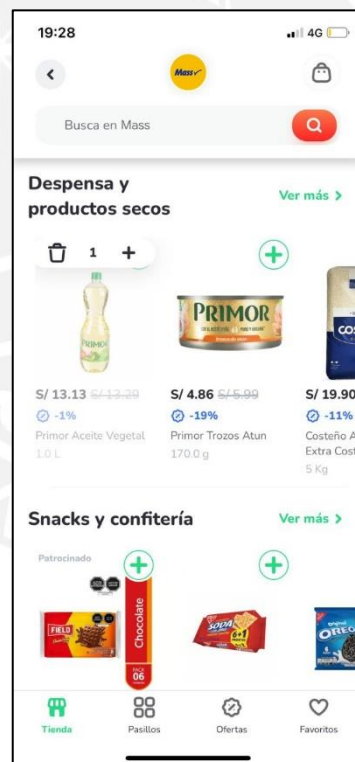 19:28
4G
Mass
Busca en Mass
Despensa y
productos secos
Ver más
1
PRIMOR
PRIMOR
COS
S/ 13.13 S/ 13.29
S/ 4.86 S/ 5.99
S/ 19.90
-1%
-19%
-11%
Primor Aceite Vegetal
Primor Trozos Atun
Costeño A
1.0 L
170.0 g
Extra Cost
5 Kg
Snacks y confitería
Ver más
Patrocinado
FIELD
Chocolate
PACK
06
SODA
6+1
Original
OREO
Tienda
Pasillos
Ofertas
Favoritos